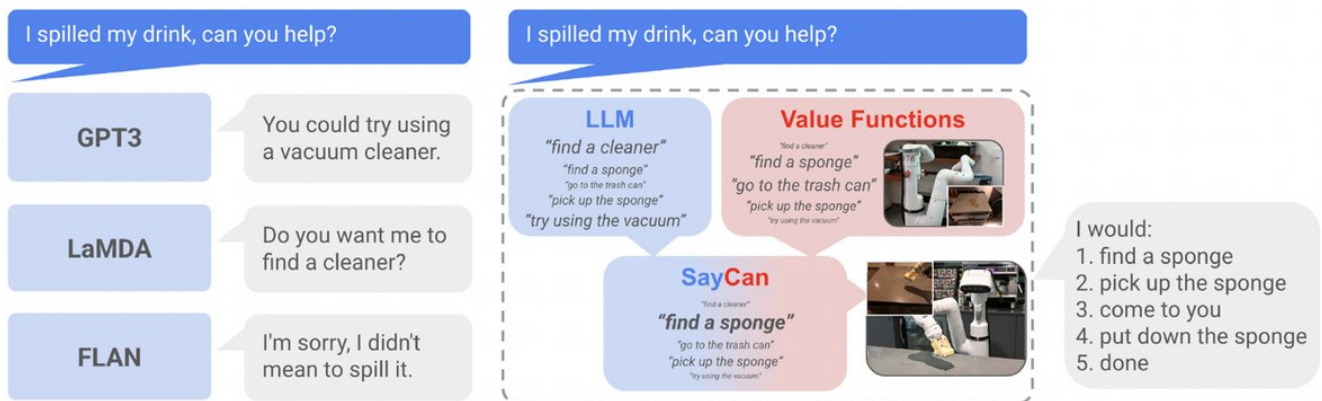 I spilled my drink, can you help?
GPT3
You could try using
a vacuum cleaner.
LaMDA
Do you want me to
find a cleaner?
FLAN
I'm sorry, I didn't
mean to spill it.
I spilled my drink, can you help?
LLM
"find a cleaner"
"find a sponge"
"go to the trash can"
"pick up the sponge"
"try using the vacuum"
Value Functions
"find a cleaner"
"find a sponge"
"go to the trash can"
"pick up the sponge"
"try using the vacuum"
SayCan
"find a cleaner"
"find a sponge"
"go to the trash can"
"pick up the sponge"
"try using the vacuum"
I would:
1. find a sponge
2. pick up the sponge
3. come to you
4. put down the sponge
5. done